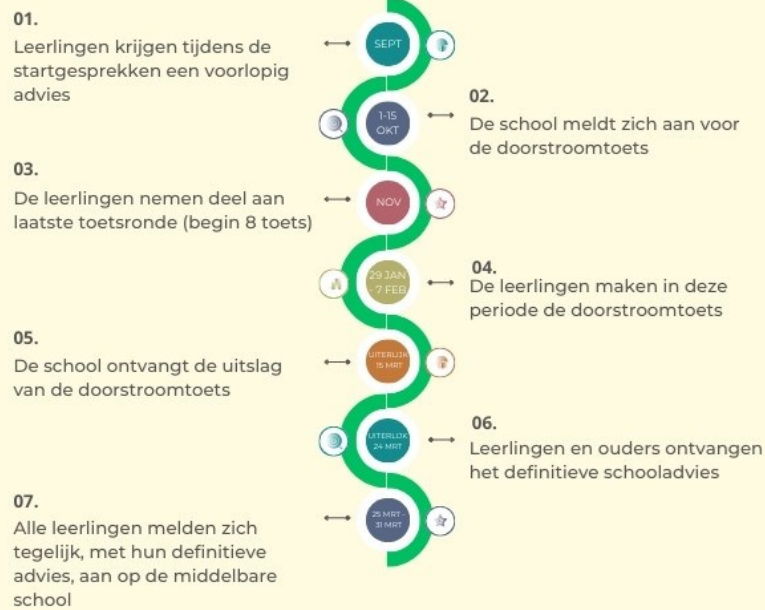 01.
Leerlingen krijgen tijdens de
startgesprekken een voorlopig
advies
SEPT
1-15
OKT
02.
De school meldt zich aan voor
de doorstroomtoets
03.
De leerlingen nemen deel aan
laatste toetsronde (begin 8 toets)
NOV
29 JAN
- 7 FEB
04.
De leerlingen maken in deze
periode de doorstroomtoets
05.
De school ontvangt de uitslag
van de doorstroomtoets
UITERLIJK
15 MRT
UITERLIJK
24 MRT
06.
Leerlingen en ouders ontvangen
het definitieve schooladvies
07.
Alle leerlingen melden zich
tegelijk, met hun definitieve
advies, aan op de middelbare
school
25 MRT -
31 MRT